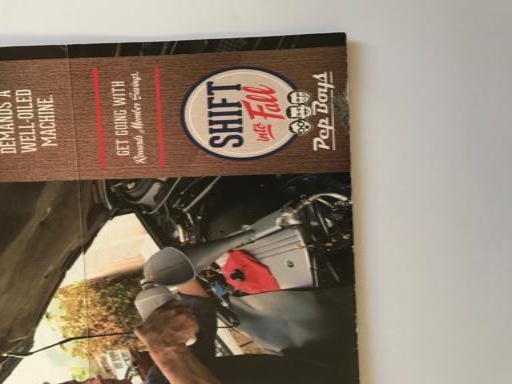 SHIFT
into Fall
Pep Boys
GET GOING WITH
Rewards Member Savings.
DEMANDS A
WELL-OILED
MACHINE.